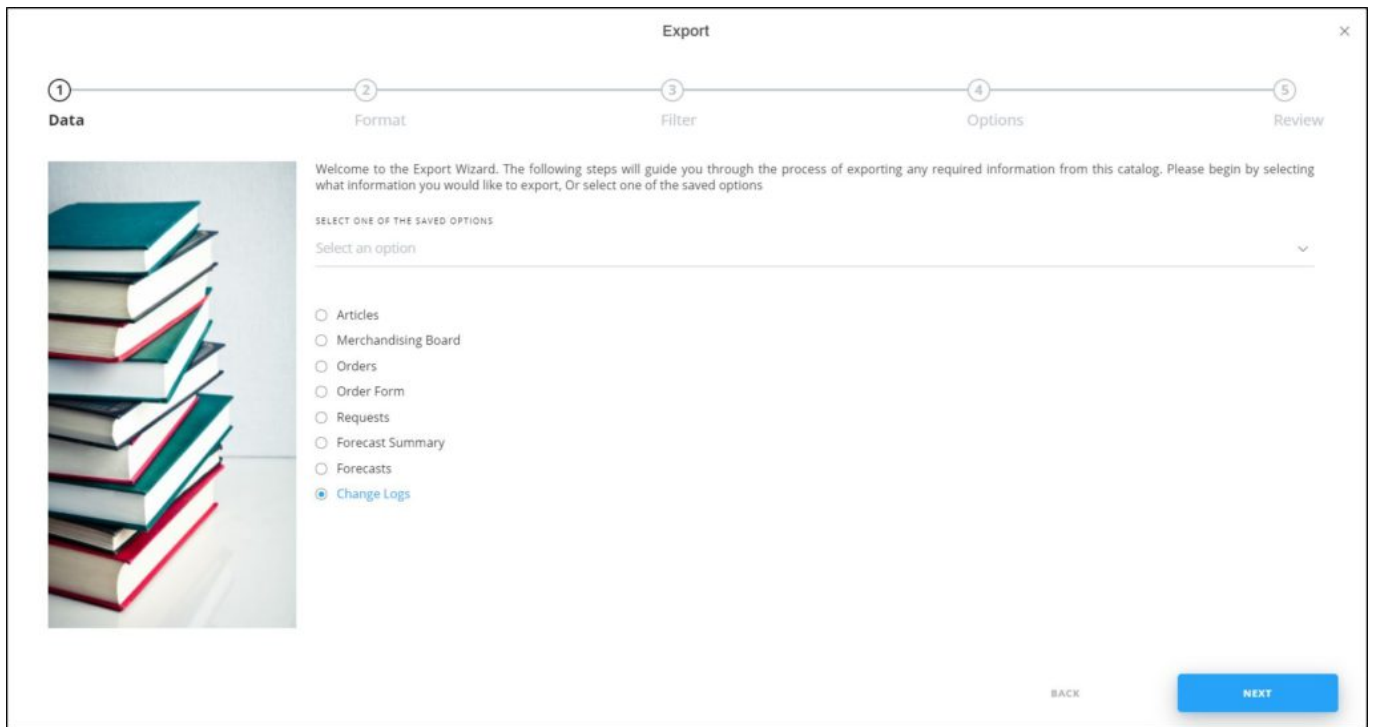 Export
1
2
3
4
5
Data
Format
Filter
Options
Review
Welcome to the Export Wizard. The following steps will guide you through the process of exporting any required information from this catalog. Please begin by selecting
what information you would like to export, Or select one of the saved options
SELECT ONE OF THE SAVED OPTIONS
Select an option
Articles
Merchandising Board
Orders
Order Form
Requests
Forecast Summary
Forecasts
Change Logs
BACK
NEXT